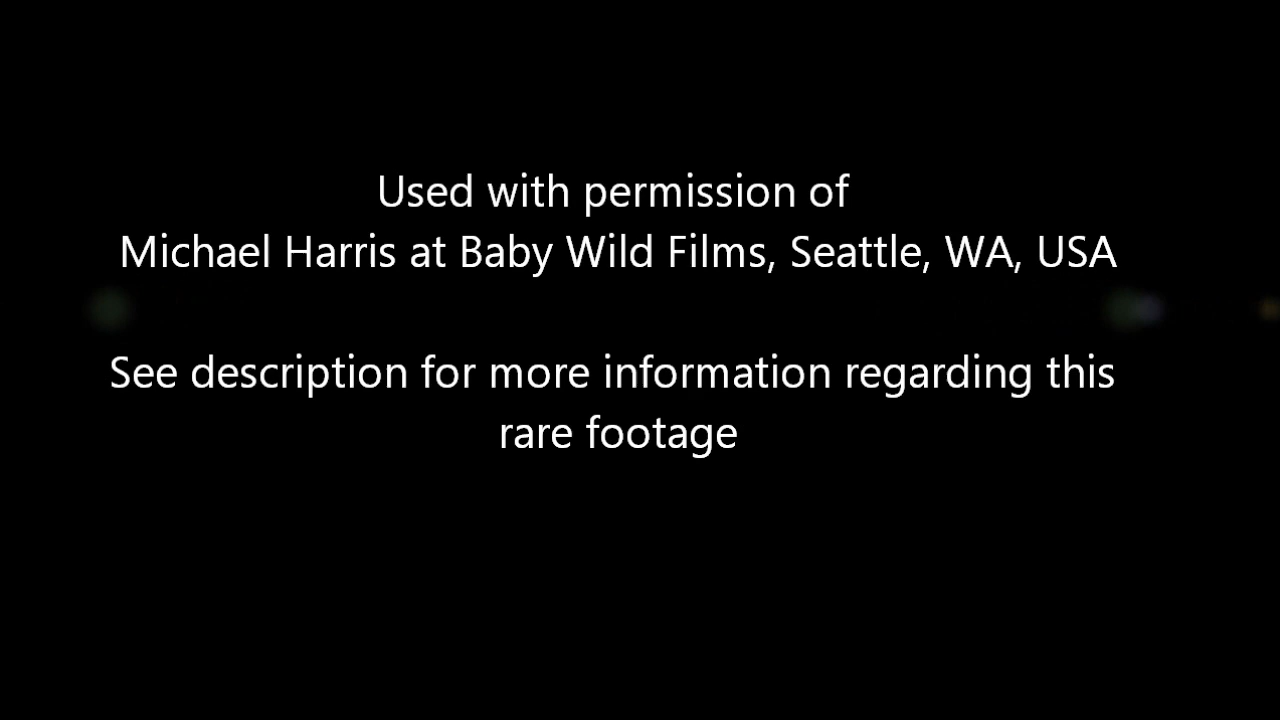 Used with permission of
Michael Harris at Baby Wild Films, Seattle, WA, USA
See description for more information regarding this
rare footage